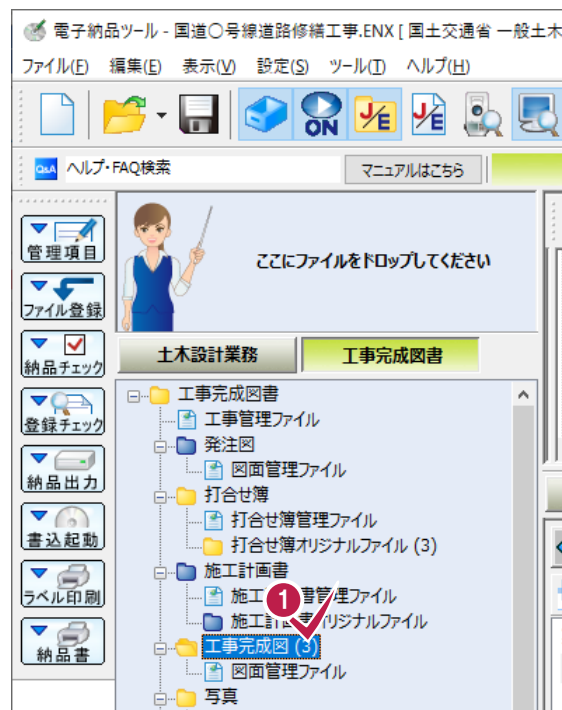 電子納品ツール - 国道〇号線道路修繕工事.ENX [ 国土交通省 一般土木
ファイル(F) 編集(E) 表示(V) 設定(S) ツール(T) ヘルプ(H)
ON J/E J/E
Q&A ヘルプ・FAQ検索 マニュアルはこちら
管理項目
ファイル登録
納品チェック
登録チェック
納品出力
書込起動
ラベル印刷
納品書
ここにファイルをドロップしてください
土木設計業務 工事完成図書
工事完成図書
工事管理ファイル
発注図
図面管理ファイル
打合せ簿
打合せ簿管理ファイル
打合せ簿オリジナルファイル (3)
施工計画書
施工 書管理ファイル
施工計 オリジナルファイル
1
工事完成図 (3)
図面管理ファイル
写真